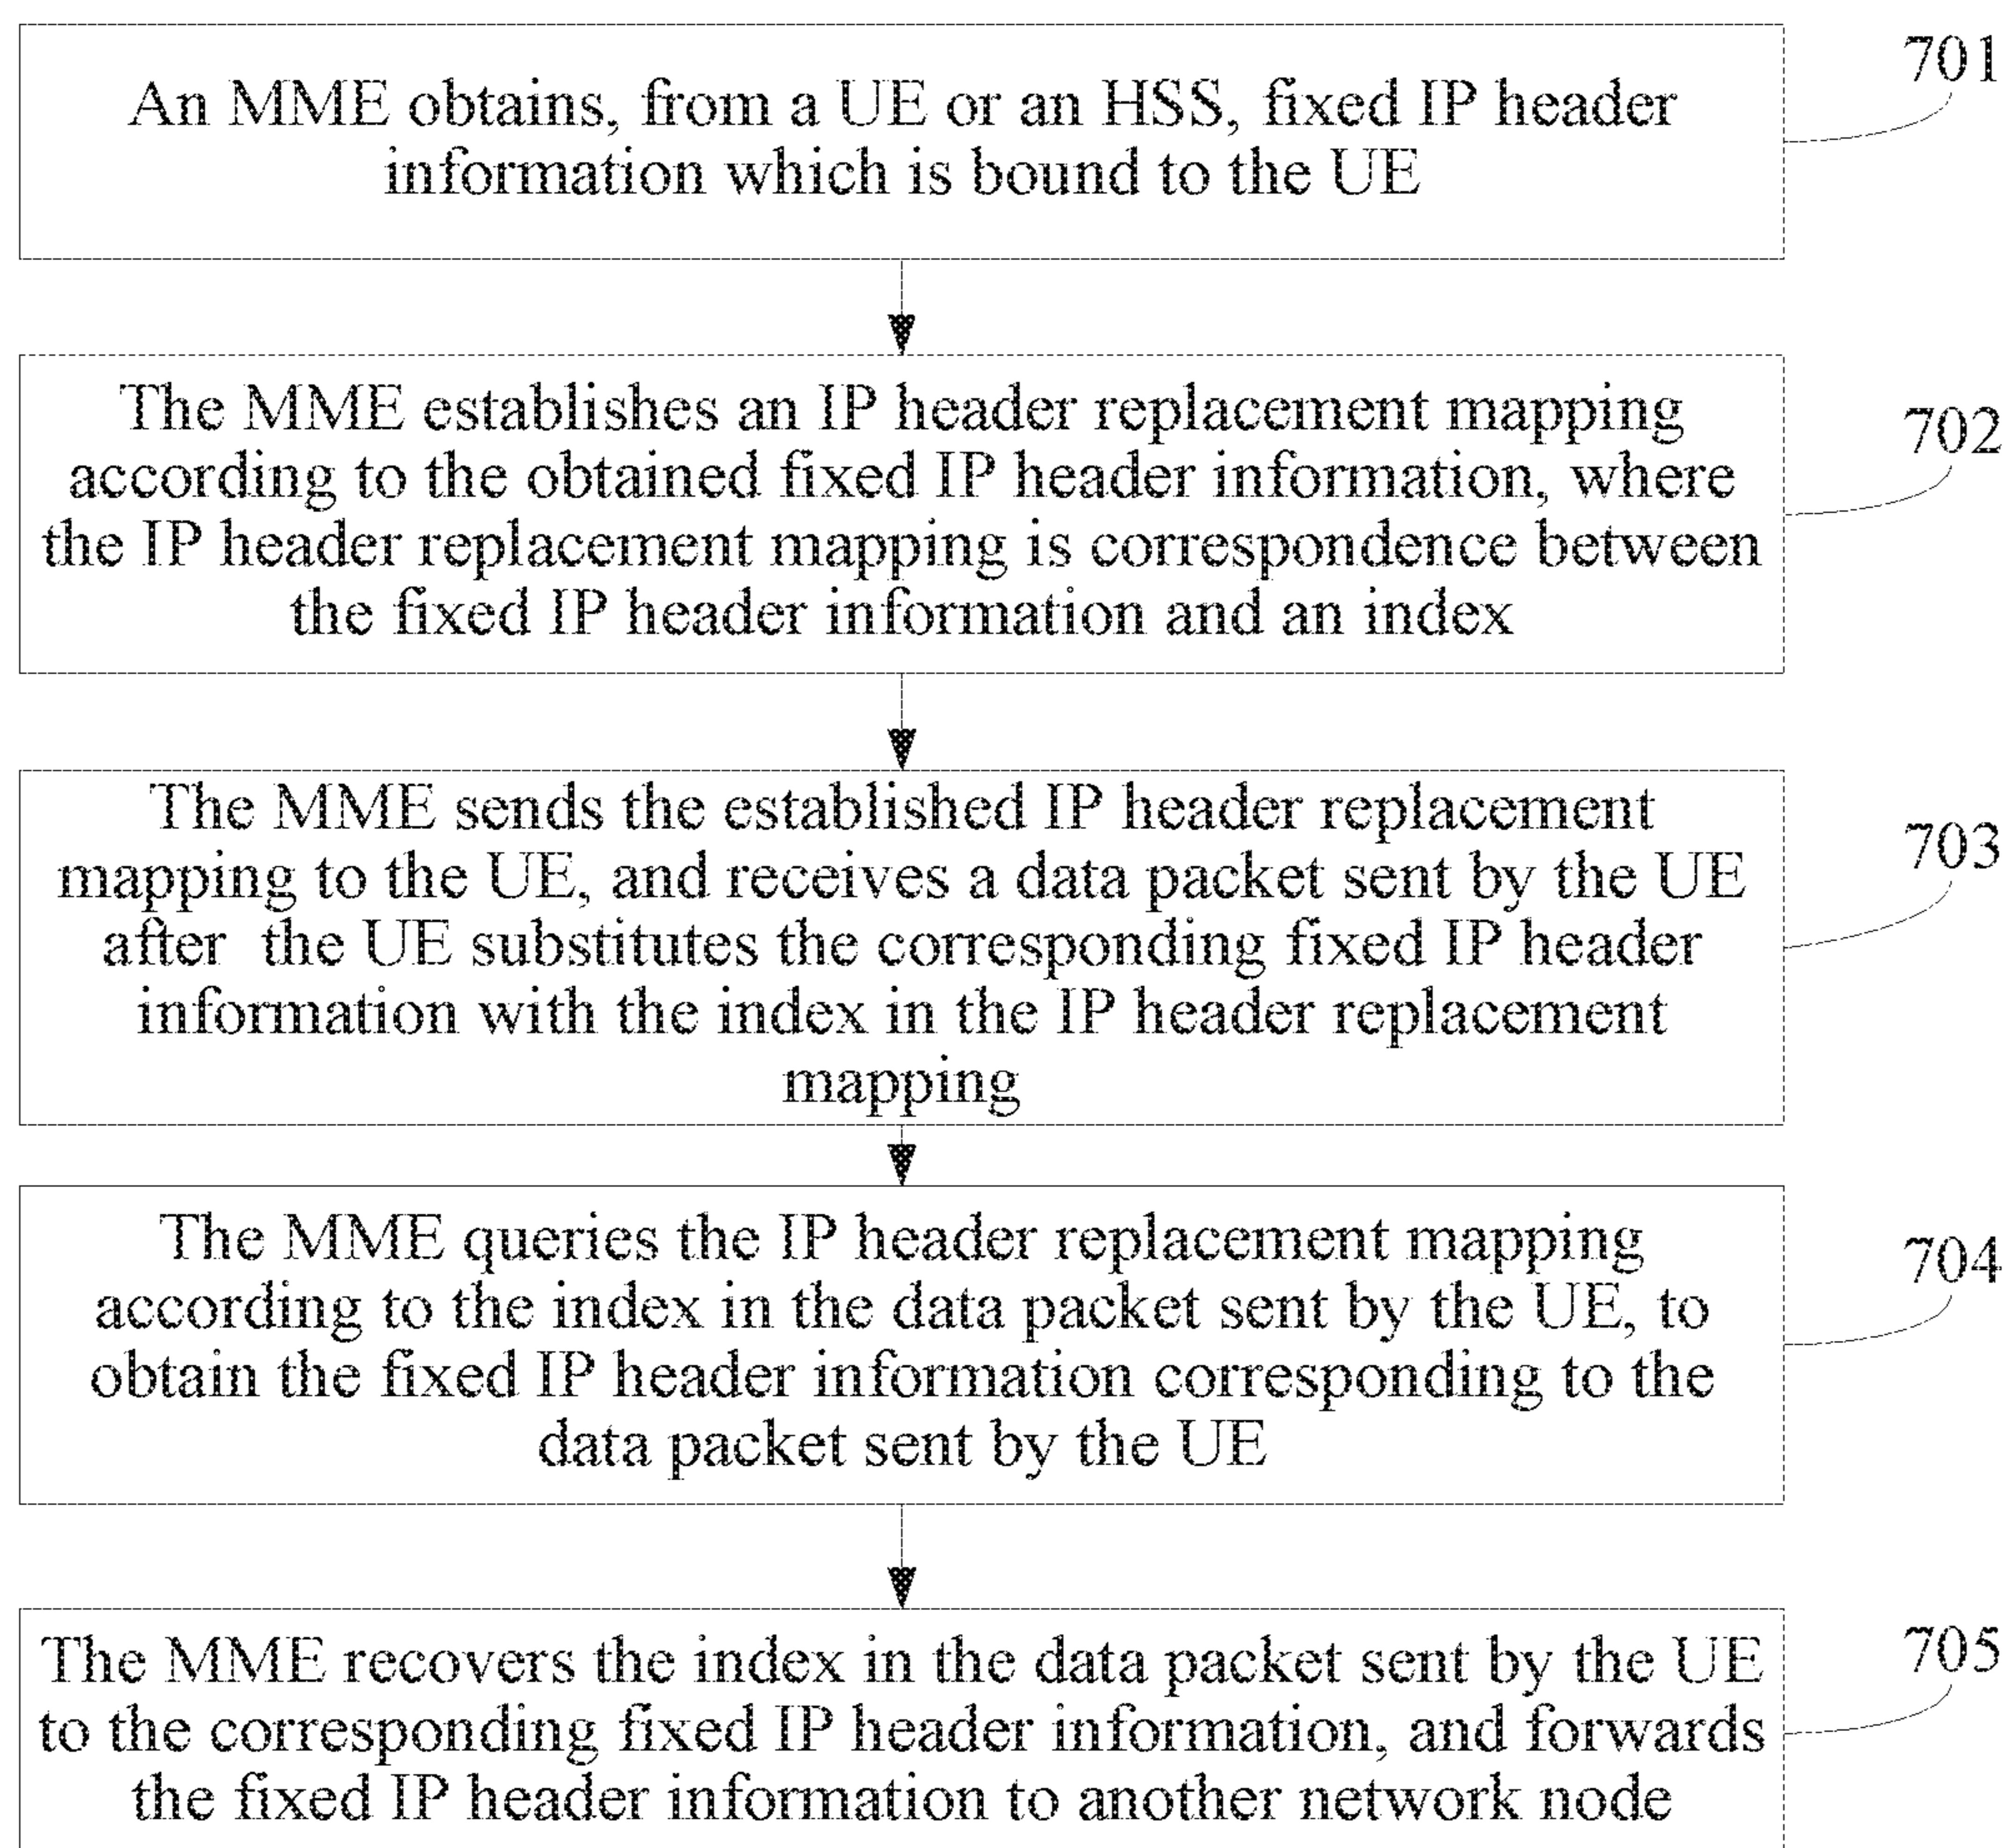 An MME obtains, from a UE or an HSS, fixed IP header
information which is bound to the UE
701
The MME establishes an IP header replacement mapping
according to the obtained fixed IP header information, where
the IP header replacement mapping is correspondence between
the fixed IP header information and an index
702
The MME sends the established IP header replacement
mapping to the UE, and receives a data packet sent by the UE
after the UE substitutes the corresponding fixed IP header
information with the index in the IP header replacement
mapping
703
The MME queries the IP header replacement mapping
according to the index in the data packet sent by the UE, to
obtain the fixed IP header information corresponding to the
data packet sent by the UE
704
The MME recovers the index in the data packet sent by the UE
to the corresponding fixed IP header information, and forwards
the fixed IP header information to another network node
705